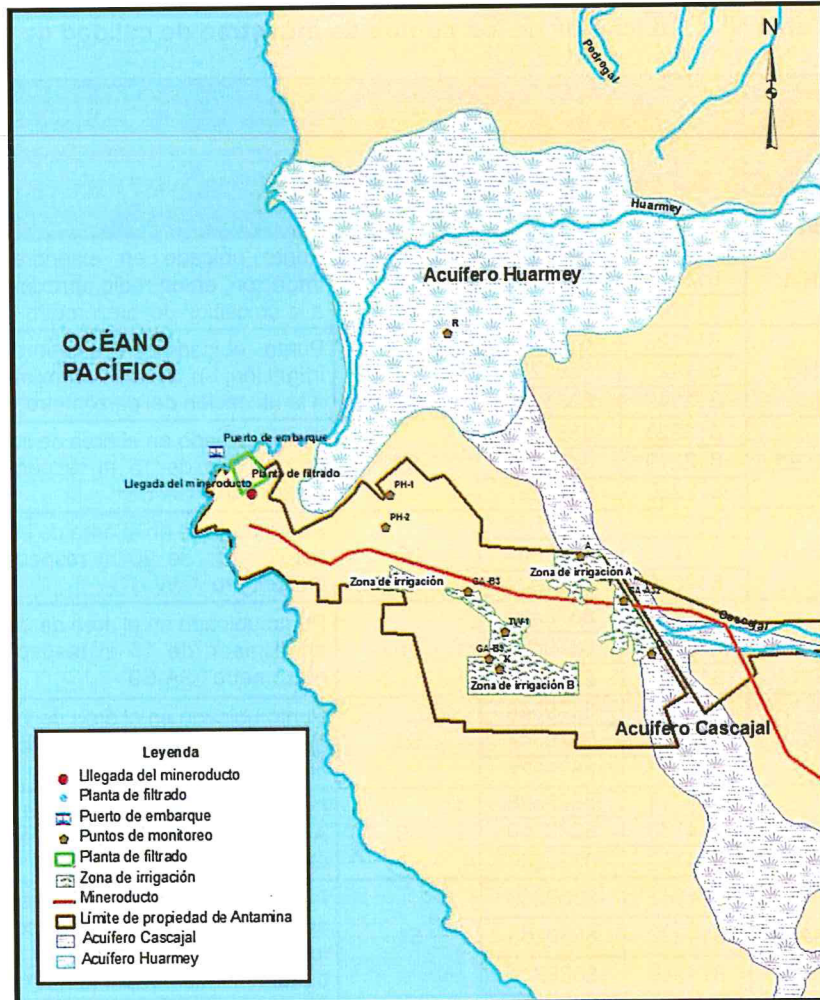 N
Pedregal
Huarmey
Acuífero Huarmey
R
OCÉANO
PACÍFICO
Puerto de embarque
Planta de filtrado
Llegada del mineroducto
PH-1
PH-2
A
Zona de irrigación A
Zona de irrigación
GA-B3
Cascajal
TW-1
GA-B5
K
Zona de irrigación B
Acuífero Cascajal
Leyenda
Lllegada del mineroducto
Planta de filtrado
Puerto de embarque
Puntos de monitoreo
Planta de filtrado
Zona de irrigación
Mineroducto
Límite de propiedad de Antamina
Acuífero Cascajal
Acuífero Huarmey